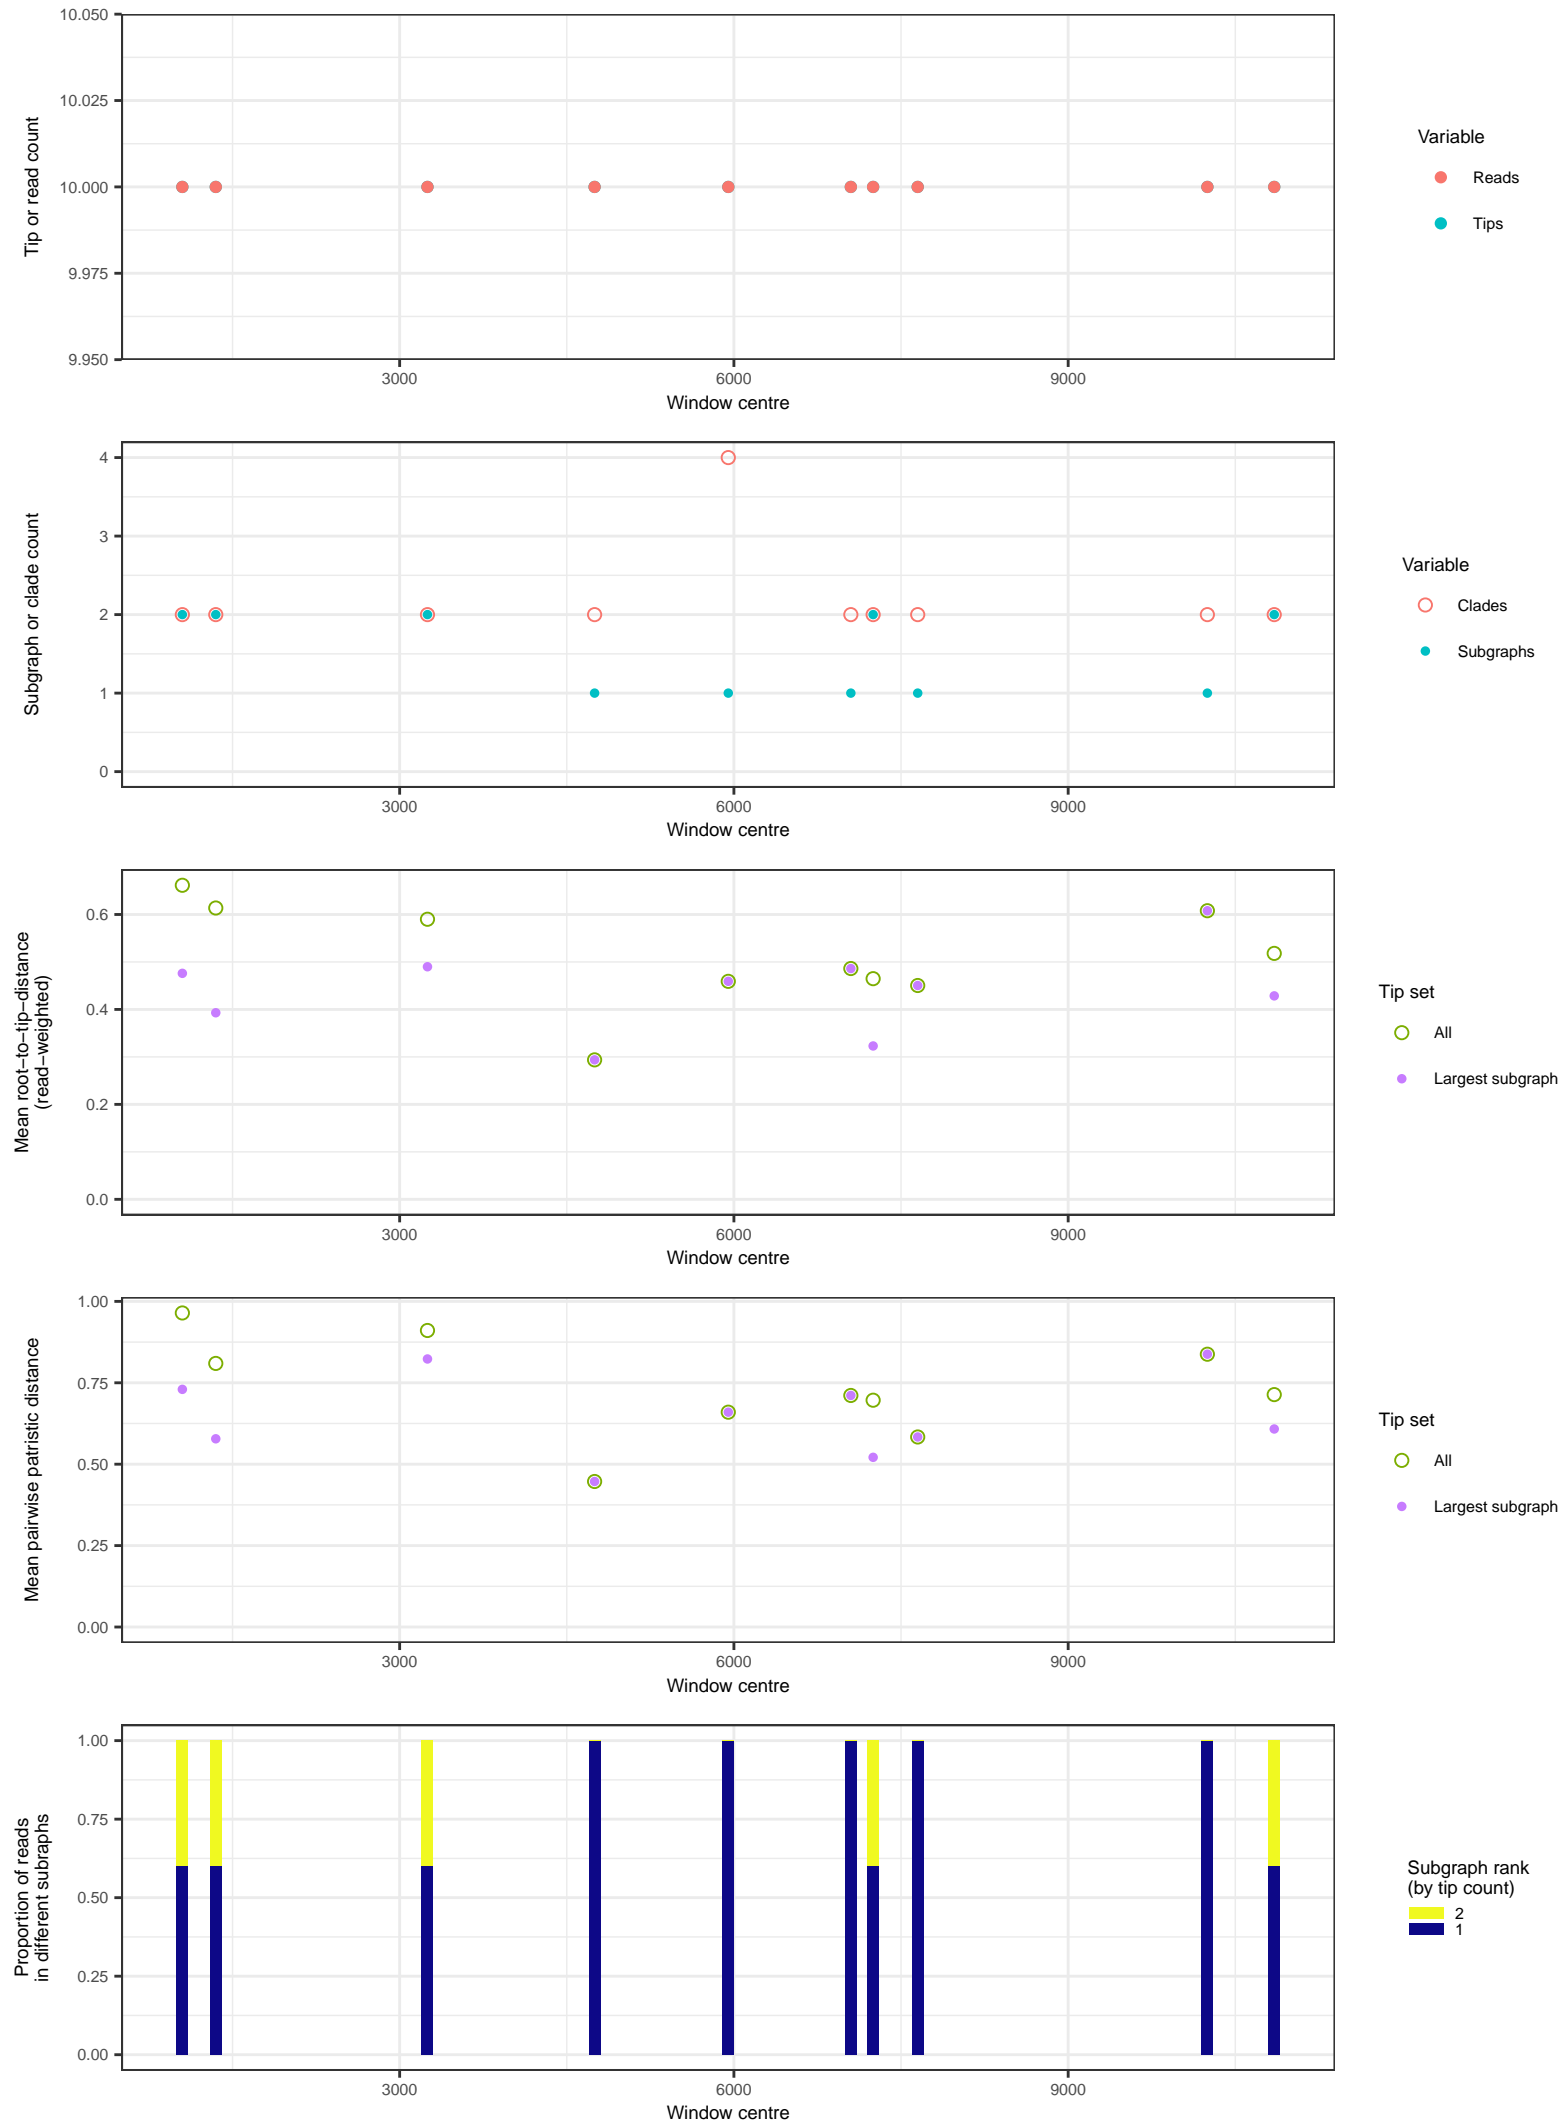 10.050
10.025
10.000
9.975
9.950
Tip or read count
3000 6000 9000
Window centre
Variable
Reads
Tips
4
3
2
1
0
Subgraph or clade count
3000 6000 9000
Window centre
Variable
Clades
Subgraphs
0.6
0.4
0.2
0.0
Mean root−to−tip−distance
(read−weighted)
3000 6000 9000
Window centre
Tip set
All
Largest subgraph
1.00
0.75
0.50
0.25
0.00
Mean pairwise patristic distance
3000 6000 9000
Window centre
Tip set
All
Largest subgraph
1.00
0.75
0.50
0.25
0.00
Proportion of reads
in different subraphs
3000 6000 9000
Window centre
Subgraph rank
(by tip count)
2
1